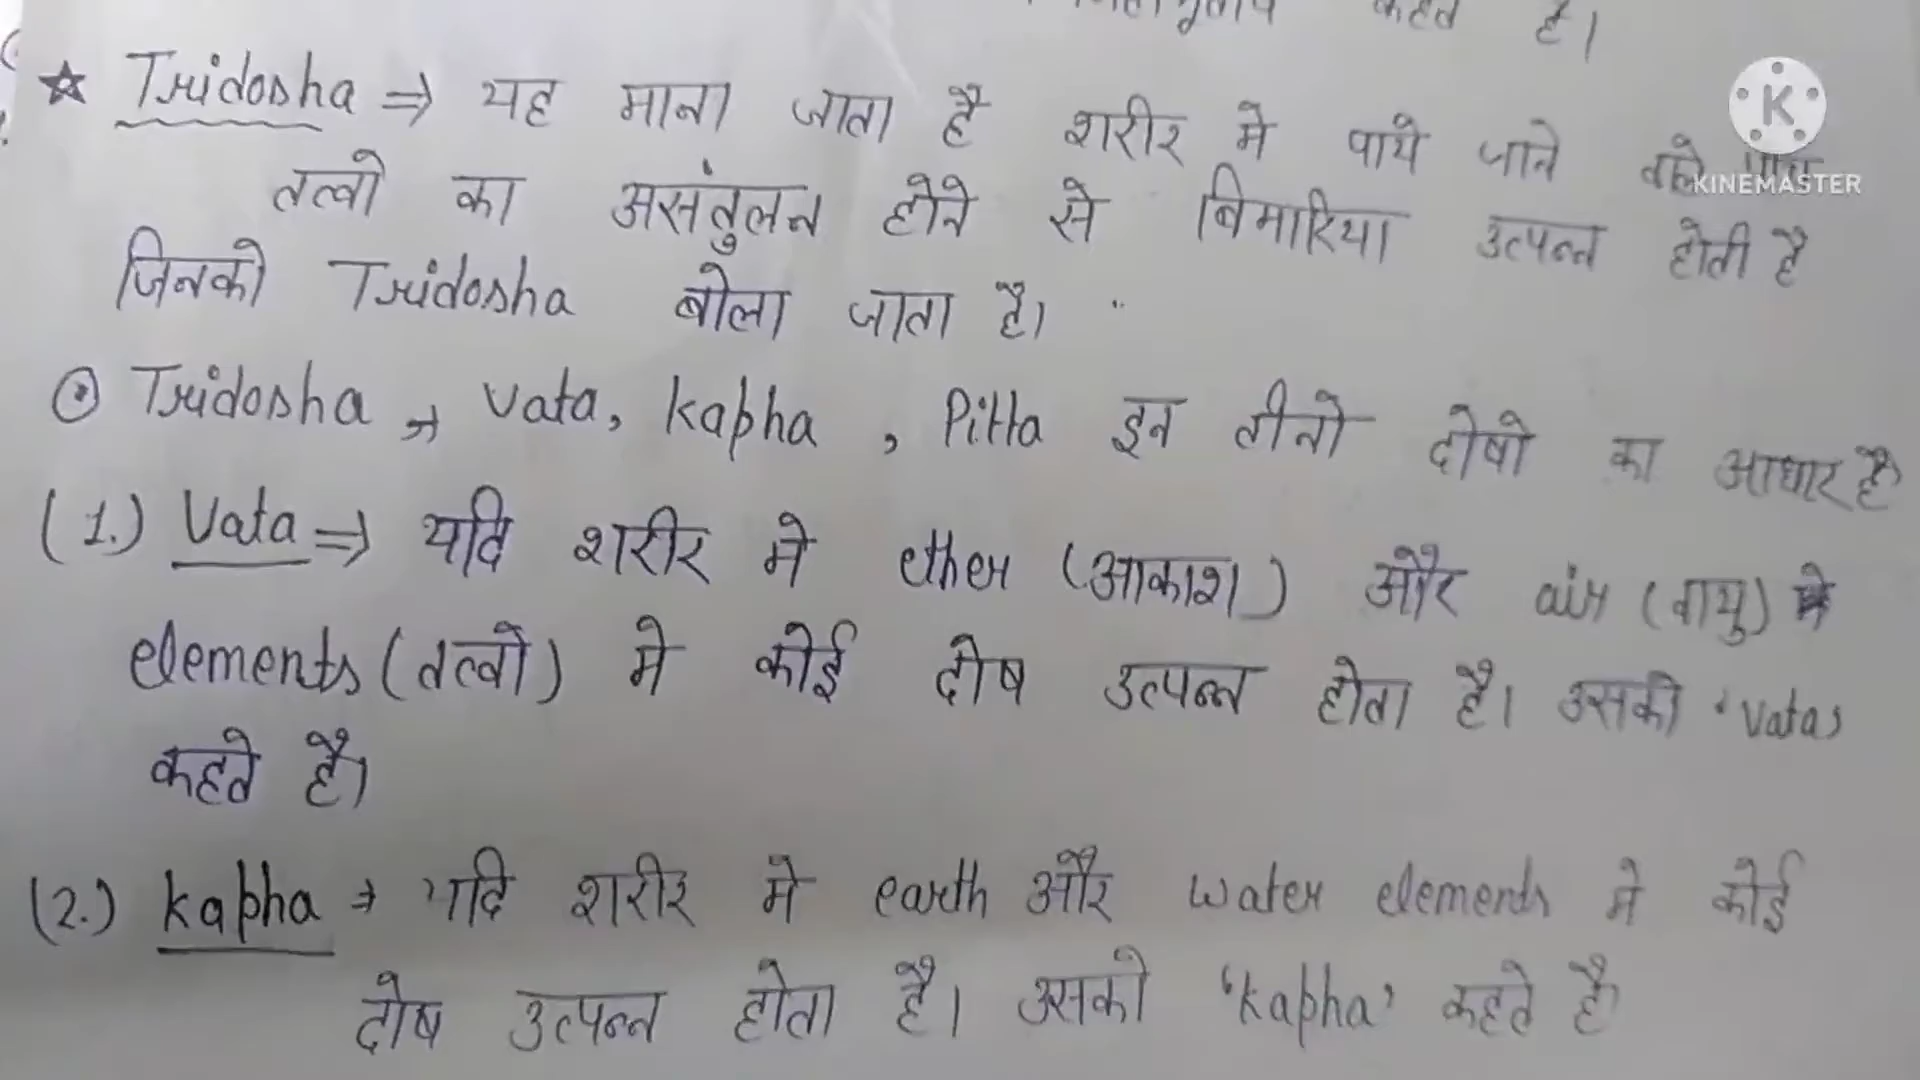 कहते है।
☆ Tridosha ⇒ यह माना जाता है शरीर मे पाये जाने वाले
तत्वो का असंतुलन होने से बिमारिया उत्पन्न होती है
जिनको Tridosha बोला जाता है।
Tridosha → Vata, Kapha, Pitta इन तीनो दोषो का आधार है
(1.) Vata ⇒ यदि शरीर मे ether (आकाश) और air (वायु)
elements (तत्वो) मे कोई दोष उत्पन्न होता है। उसको 'Vata'
कहते है।
(2.) Kapha → यदि शरीर मे earth और water elements मे कोई
दोष उत्पन्न होता है। उसको 'Kapha' कहते है
K
KINEMASTER